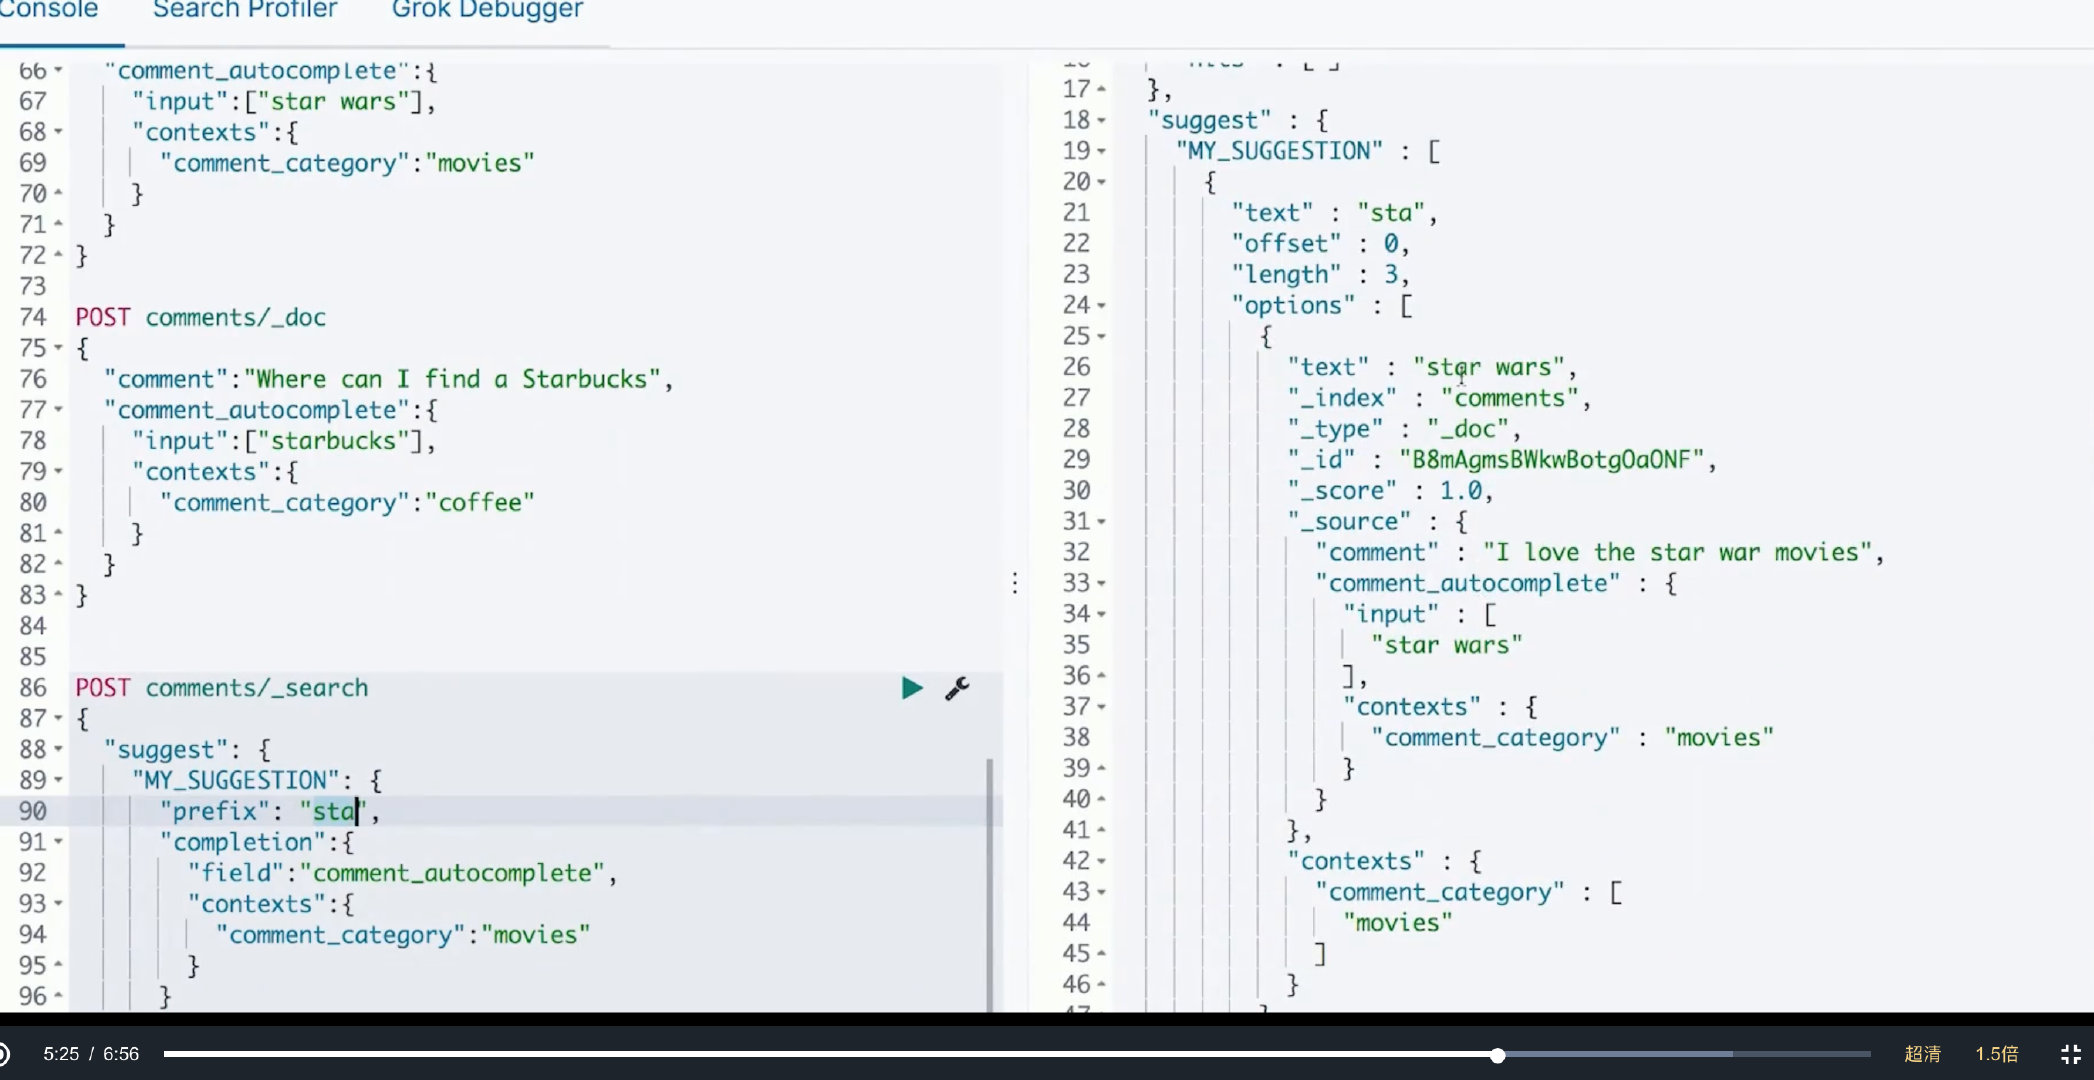 Console Search Profiler Grok Debugger
66 "comment_autocomplete":{
67 "input":["star wars"],
68 "contexts":{
69 "comment_category":"movies"
70 }
71 }
72 }
73
74 POST comments/_doc
75 {
76 "comment":"Where can I find a Starbucks",
77 "comment_autocomplete":{
78 "input":["starbucks"],
79 "contexts":{
80 "comment_category":"coffee"
81 }
82 }
83 }
84
85
86 POST comments/_search
87 {
88 "suggest": {
89 "MY_SUGGESTION": {
90 "prefix": "sta",
91 "completion":{
92 "field":"comment_autocomplete",
93 "contexts":{
94 "comment_category":"movies"
95 }
96 }
17 },
18 "suggest" : {
19 "MY_SUGGESTION" : [
20 {
21 "text" : "sta",
22 "offset" : 0,
23 "length" : 3,
24 "options" : [
25 {
26 "text" : "star wars",
27 "_index" : "comments",
28 "_type" : "_doc",
29 "_id" : "B8mAgmsBWkwBotgOaONF",
30 "_score" : 1.0,
31 "_source" : {
32 "comment" : "I love the star war movies",
33 "comment_autocomplete" : {
34 "input" : [
35 "star wars"
36 ],
37 "contexts" : {
38 "comment_category" : "movies"
39 }
40 }
41 },
42 "contexts" : {
43 "comment_category" : [
44 "movies"
45 ]
46 }
5:25 / 6:56 超清 1.5倍